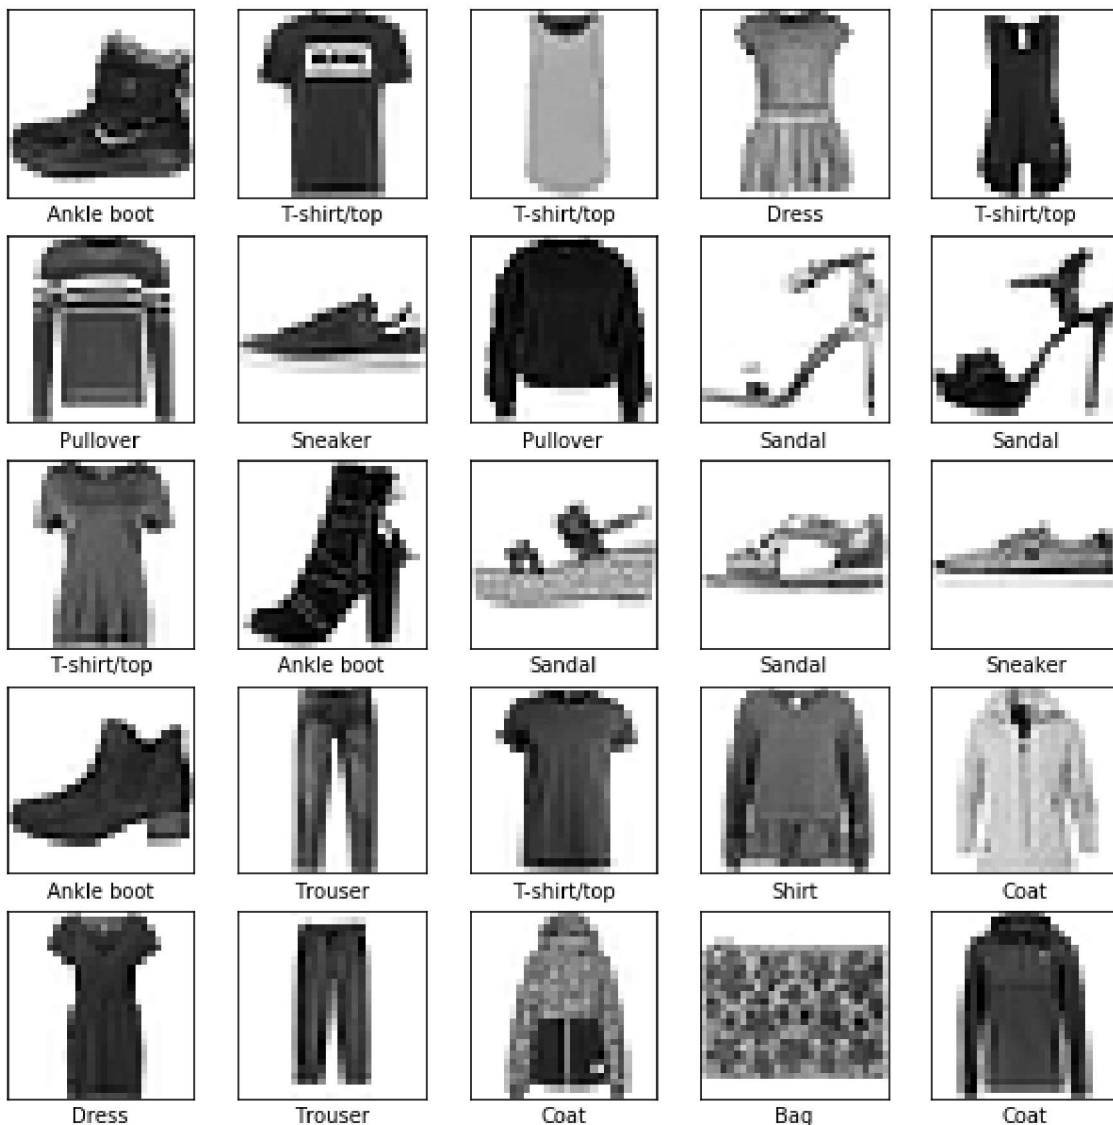 Ankle boot T-shirt/top T-shirt/top Dress T-shirt/top
Pullover Sneaker Pullover Sandal Sandal
T-shirt/top Ankle boot Sandal Sandal Sneaker
Ankle boot Trouser T-shirt/top Shirt Coat
Dress Trouser Coat Bag Coat